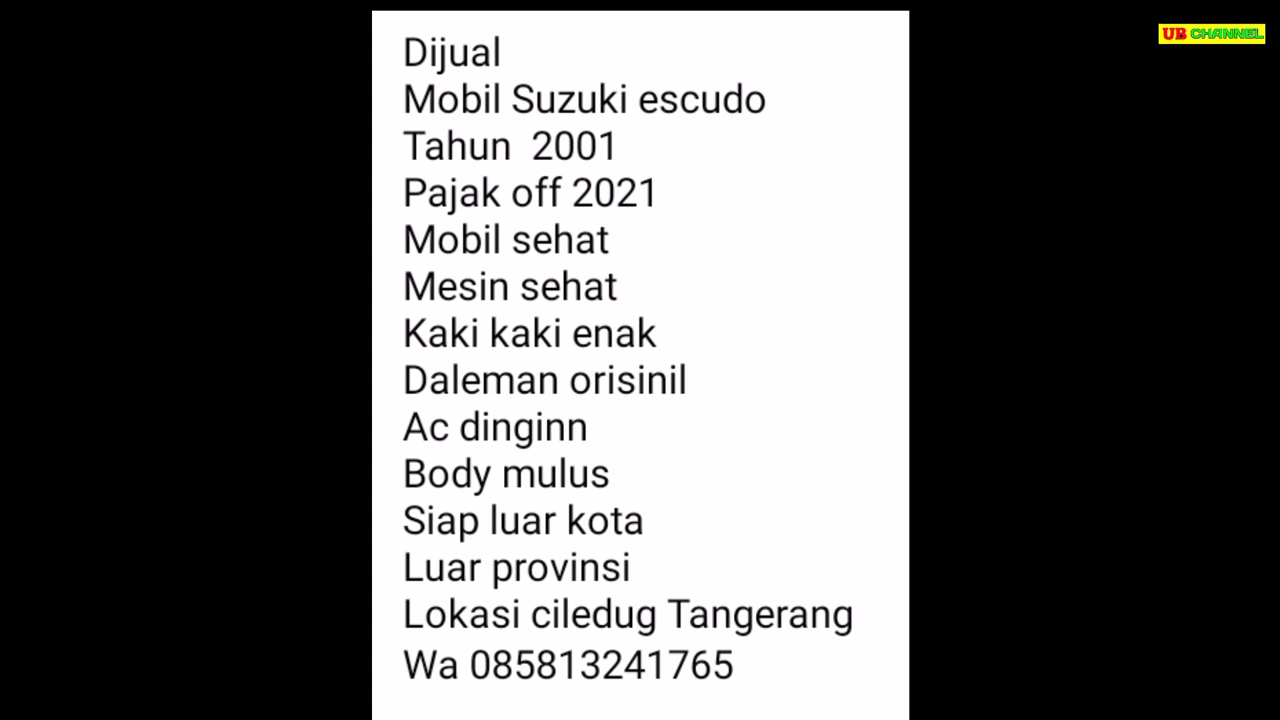 UB CHANNEL
Dijual
Mobil Suzuki escudo
Tahun  2001
Pajak off 2021
Mobil sehat
Mesin sehat
Kaki kaki enak
Daleman orisinil
Ac dinginn
Body mulus
Siap luar kota
Luar provinsi
Lokasi ciledug Tangerang
Wa 085813241765